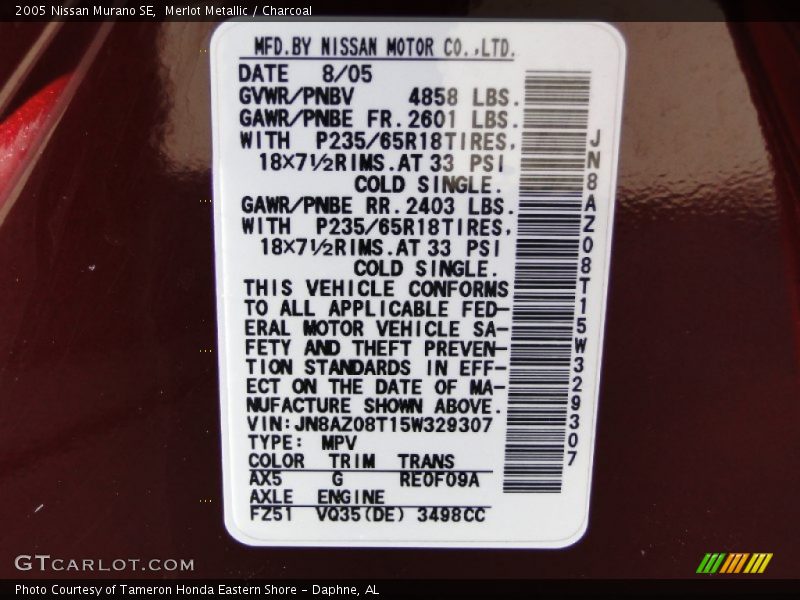 2005 Nissan Murano SE, Merlot Metallic / Charcoal
MFD.BY NISSAN MOTOR CO.,LTD.
DATE 8/05
GVWR/PNBV 4858 LBS.
GAWR/PNBE FR.2601 LBS.
WITH P235/65R18TIRES,
18×7½RIMS.AT 33 PSI
COLD SINGLE.
GAWR/PNBE RR.2403 LBS.
WITH P235/65R18TIRES,
18×7½RIMS.AT 33 PSI
COLD SINGLE.
THIS VEHICLE CONFORMS
TO ALL APPLICABLE FED-
ERAL MOTOR VEHICLE SA-
FETY AND THEFT PREVEN-
TION STANDARDS IN EFF-
ECT ON THE DATE OF MA-
NUFACTURE SHOWN ABOVE.
VIN:JN8AZ08T15W329307
TYPE: MPV
COLOR TRIM TRANS
AX5 G RE0F09A
AXLE ENGINE
FZ51 VQ35(DE) 3498CC
JN8AZ08T15W329307
GTCARLOT.COM
Photo Courtesy of Tameron Honda Eastern Shore - Daphne, AL